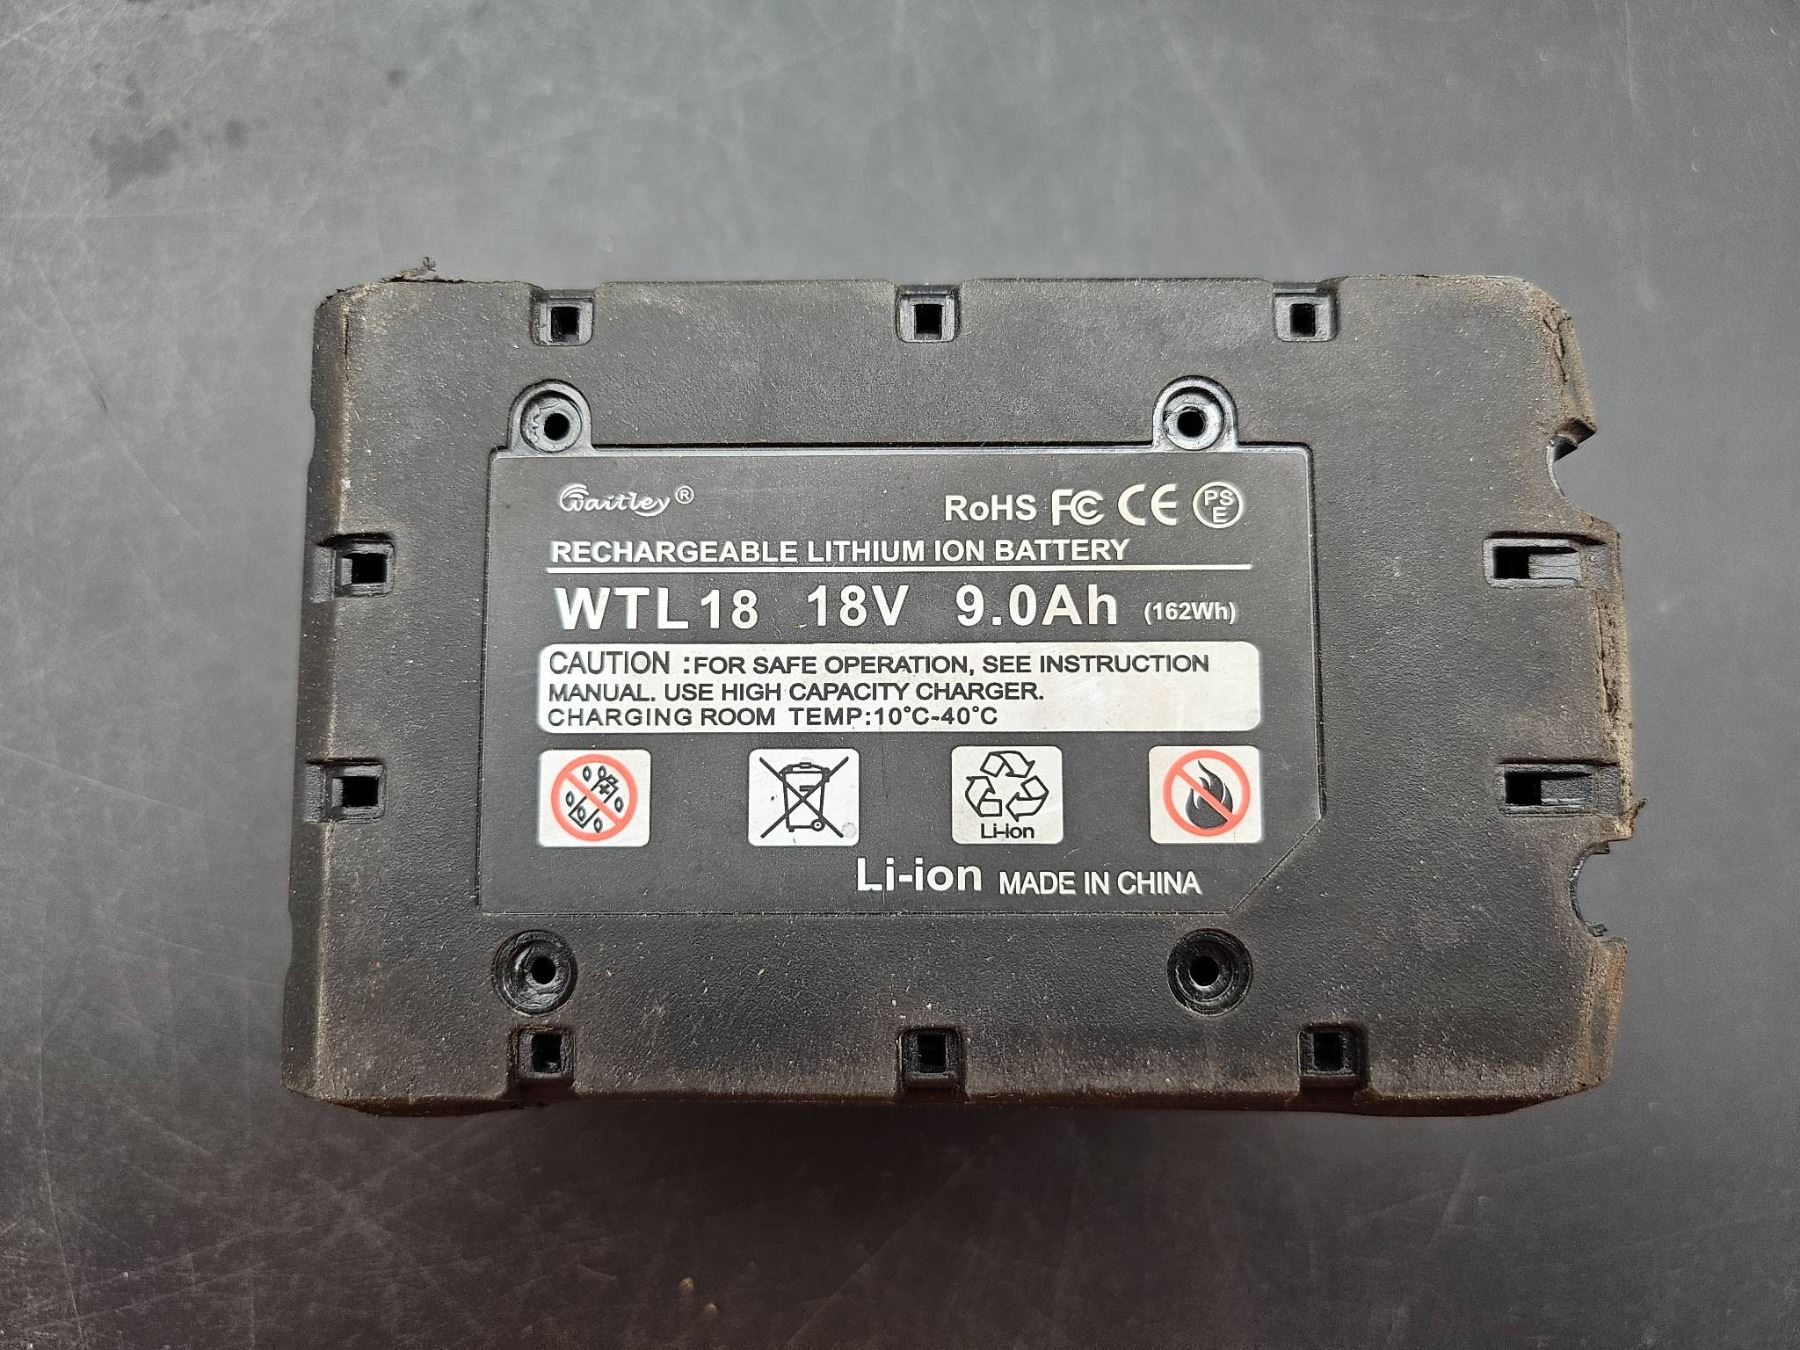 Waitley®
RoHS FC CE PSE
RECHARGEABLE LITHIUM ION BATTERY
WTL18 18V 9.0Ah (162Wh)
CAUTION :FOR SAFE OPERATION, SEE INSTRUCTION
MANUAL. USE HIGH CAPACITY CHARGER.
CHARGING ROOM TEMP:10°C-40°C
Li-ion
Li-ion MADE IN CHINA